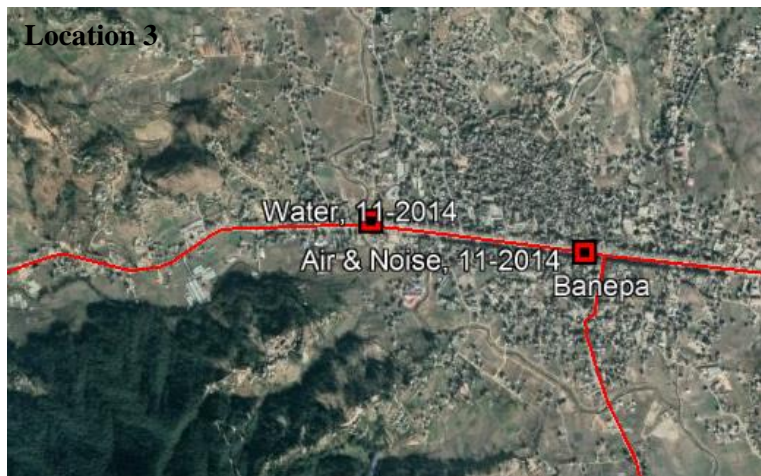 Location 3
Water, 11-2014
Air & Noise, 11-2014
Banepa